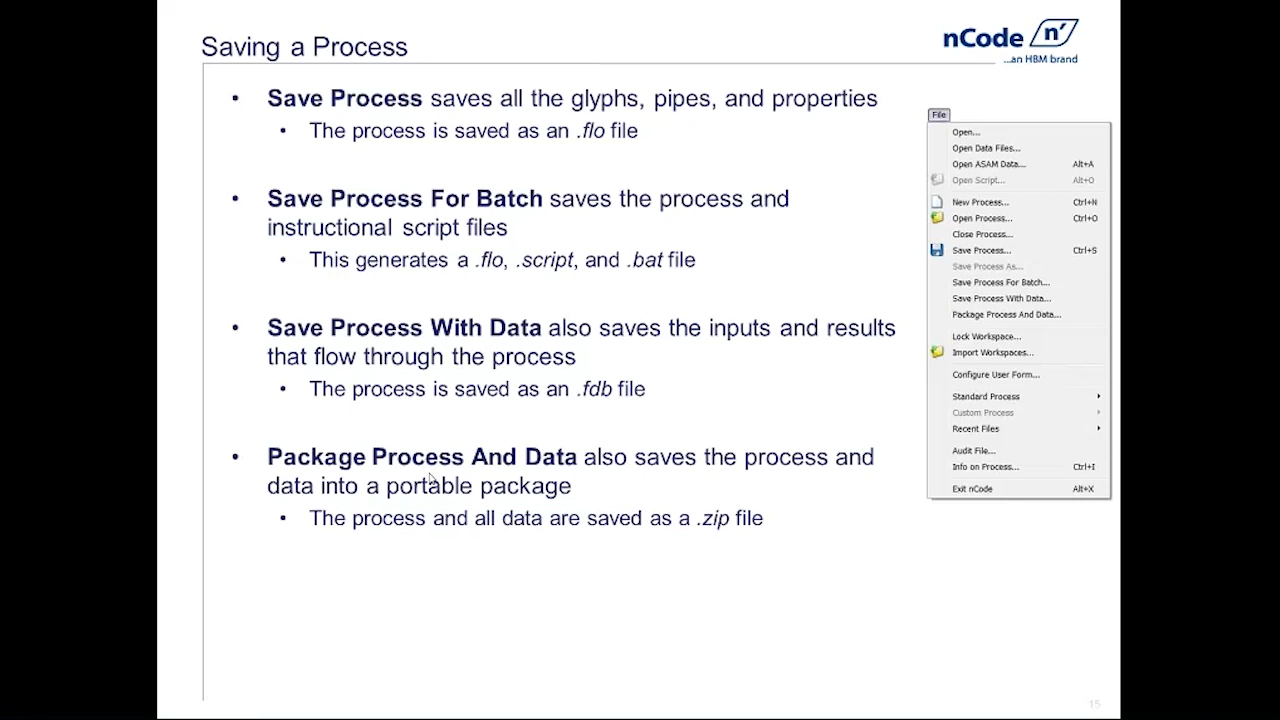 Saving a Process
nCode n'
...an HBM brand
• Save Process saves all the glyphs, pipes, and properties
• The process is saved as an .flo file
• Save Process For Batch saves the process and
instructional script files
• This generates a .flo, .script, and .bat file
• Save Process With Data also saves the inputs and results
that flow through the process
• The process is saved as an .fdb file
• Package Process And Data also saves the process and
data into a portable package
• The process and all data are saved as a .zip file
File
Open...
Open Data Files...
Open ASAM Data... Alt+A
Open Script... Alt+O
New Process... Ctrl+N
Open Process... Ctrl+O
Close Process...
Save Process... Ctrl+S
Save Process As...
Save Process For Batch...
Save Process With Data...
Package Process And Data...
Lock Workspace...
Import Workspaces...
Configure User Form...
Standard Process
Custom Process
Recent Files
Audit File...
Info on Process... Ctrl+I
Exit nCode Alt+X
15